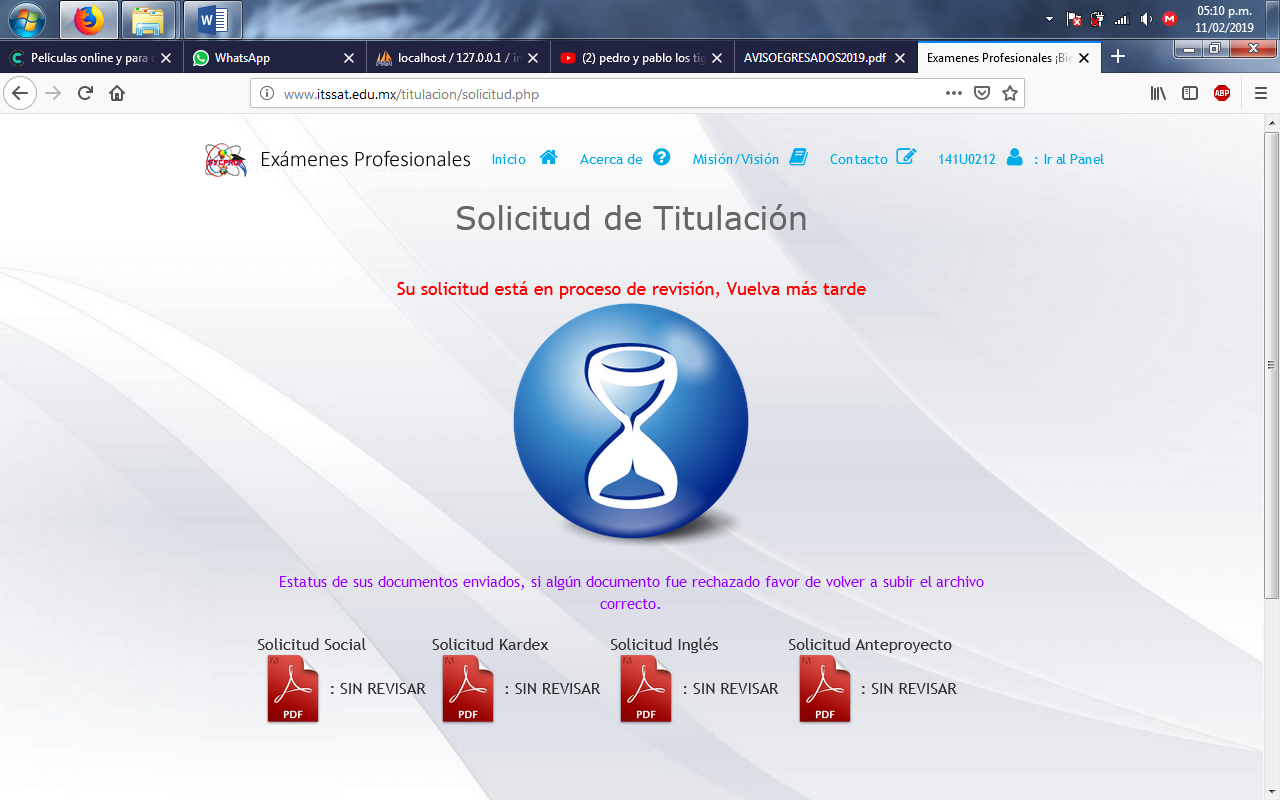 05:10 p.m.
11/02/2019
Películas online y para
WhatsApp
localhost / 127.0.0.1 / in
(2) pedro y pablo los tig
AVISOEGRESADOS2019.pdf
Examenes Profesionales ¡Bie
www.itssat.edu.mx/titulacion/solicitud.php
ABP
Exámenes Profesionales
Inicio
Acerca de
Misión/Visión
Contacto
141U0212
: Ir al Panel
Solicitud de Titulación
Su solicitud está en proceso de revisión, Vuelva más tarde
Estatus de sus documentos enviados, si algún documento fue rechazado favor de volver a subir el archivo
correcto.
Solicitud Social
Solicitud Kardex
Solicitud Inglés
Solicitud Anteproyecto
PDF : SIN REVISAR
PDF : SIN REVISAR
PDF : SIN REVISAR
PDF : SIN REVISAR